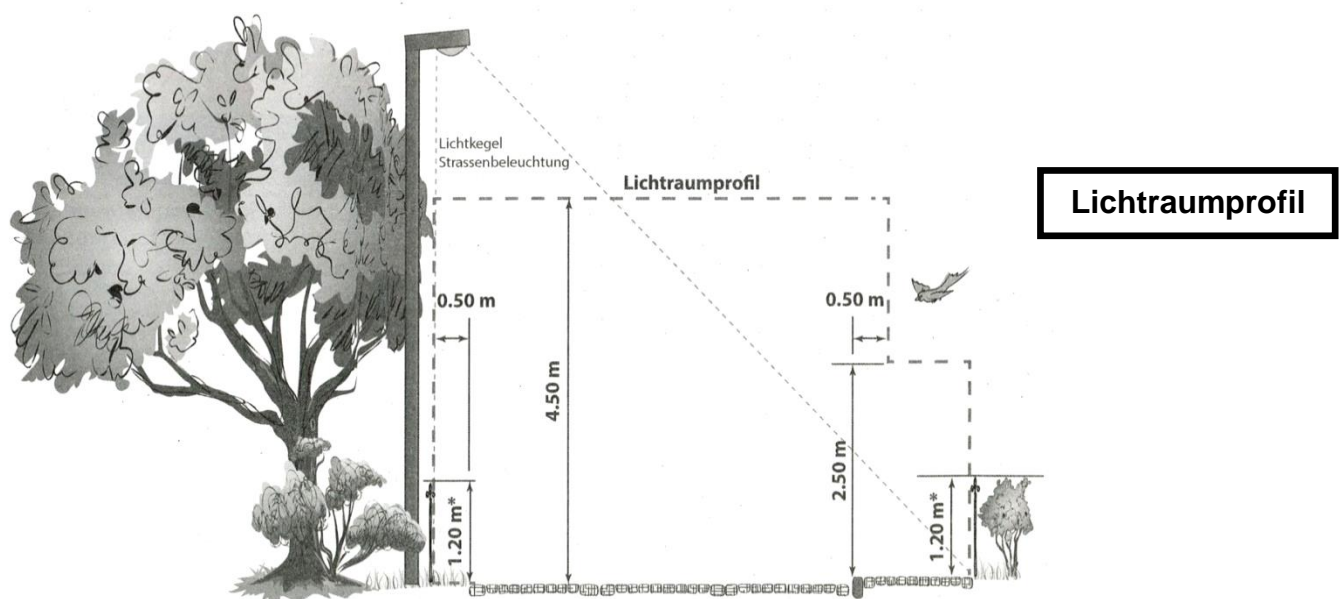 Lichtkegel
Strassenbeleuchtung
Lichtraumprofil
Lichtraumprofil
0.50 m
0.50 m
4.50 m
2.50 m
1.20 m*
1.20 m*